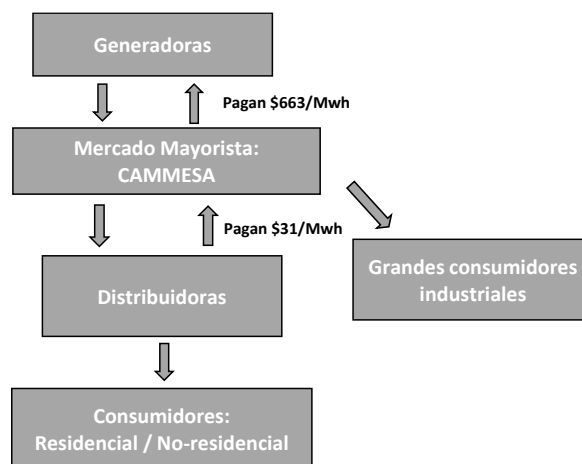 Generadoras
Pagan $663/Mwh
Mercado Mayorista:
CAMMESA
Pagan $31/Mwh
Grandes consumidores
industriales
Distribuidoras
Consumidores:
Residencial / No-residencial